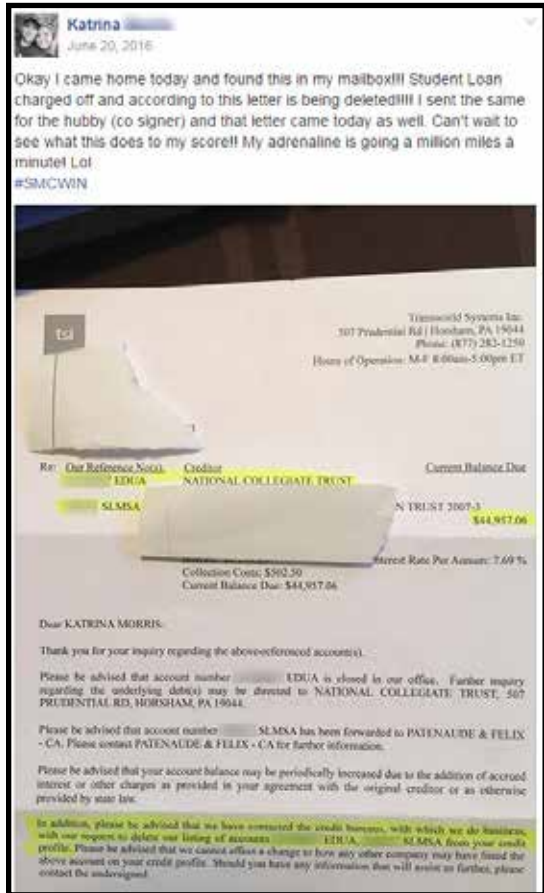 Katrina
June 20, 2016
Okay I came home today and found this in my mailbox!!! Student Loan
charged off and according to this letter is being deleted!!!! I sent the same
for the hubby (co signer) and that letter came today as well. Can't wait to
see what this does to my score!! My adrenaline is going a million miles a
minute! Lol
#SMCWIN
tsi
Transworld Systems Inc.
507 Prudential Rd | Horsham, PA 19044
Phone: (877) 282-1250
Hours of Operation: M-F 8:00am-5:00pm ET
Re: Our Reference No(s). Creditor Current Balance Due
EDUA NATIONAL COLLEGIATE TRUST
SLMSA N TRUST 2007-3
$44,957.06
Interest Rate Per Annum: 7.69 %
Collection Costs: $502.50
Current Balance Due: $44,957.06
Dear KATRINA MORRIS:
Thank you for your inquiry regarding the above-referenced account(s).
Please be advised that account number EDUA is closed in our office. Further inquiry
regarding the underlying debt(s) may be directed to NATIONAL COLLEGIATE TRUST, 507
PRUDENTIAL RD, HORSHAM, PA 19044.
Please be advised that account number SLMSA has been forwarded to PATENAUDE & FELIX
- CA. Please contact PATENAUDE & FELIX - CA for further information.
Please be advised that your account balance may be periodically increased due to the addition of accrued
interest or other charges as provided in your agreement with the original creditor or as otherwise
provided by state law.
In addition, please be advised that we have contacted the credit bureaus, with which we do business,
with our request to delete our listing of accounts EDUA, SLMSA from your credit
profile. Please be advised that we cannot effect a change to how any other company may have listed the
above account on your credit profile. Should you have any information that will assist us further, please
contact the undersigned.